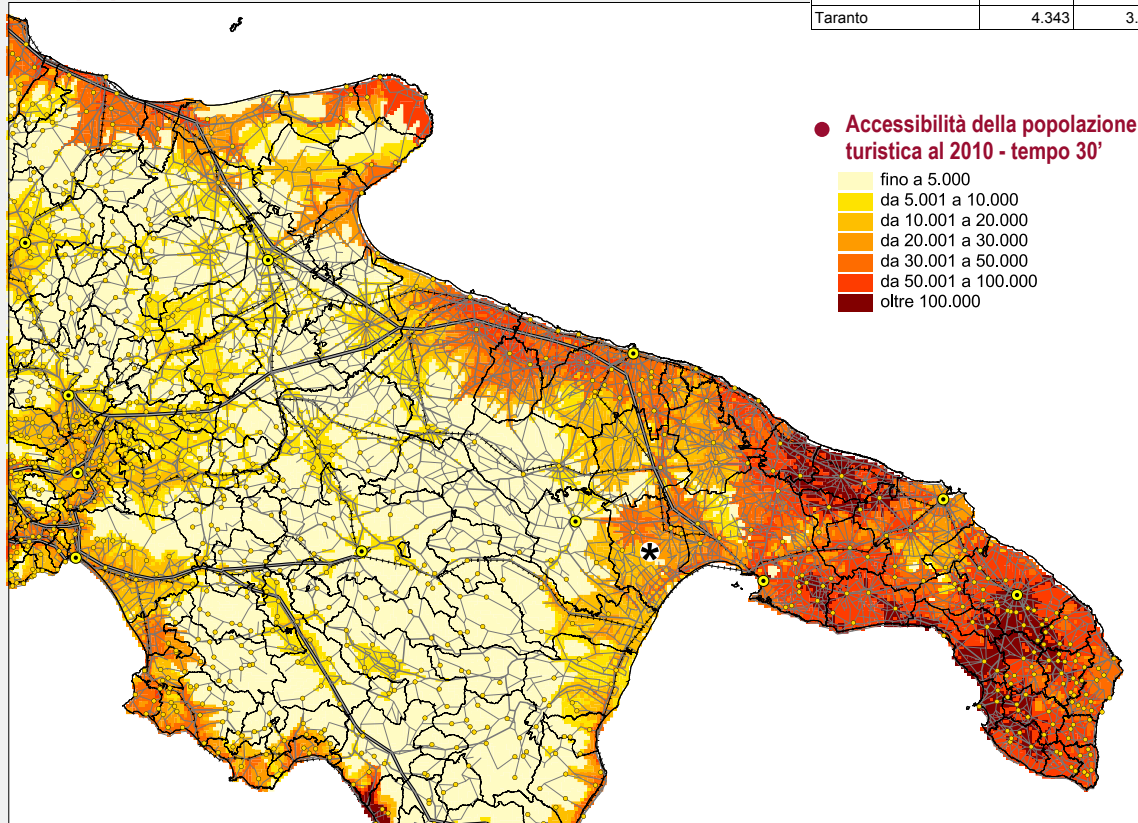 Taranto 4.343 3.
Accessibilità della popolazione
turistica al 2010 - tempo 30'
fino a 5.000
da 5.001 a 10.000
da 10.001 a 20.000
da 20.001 a 30.000
da 30.001 a 50.000
da 50.001 a 100.000
oltre 100.000
*